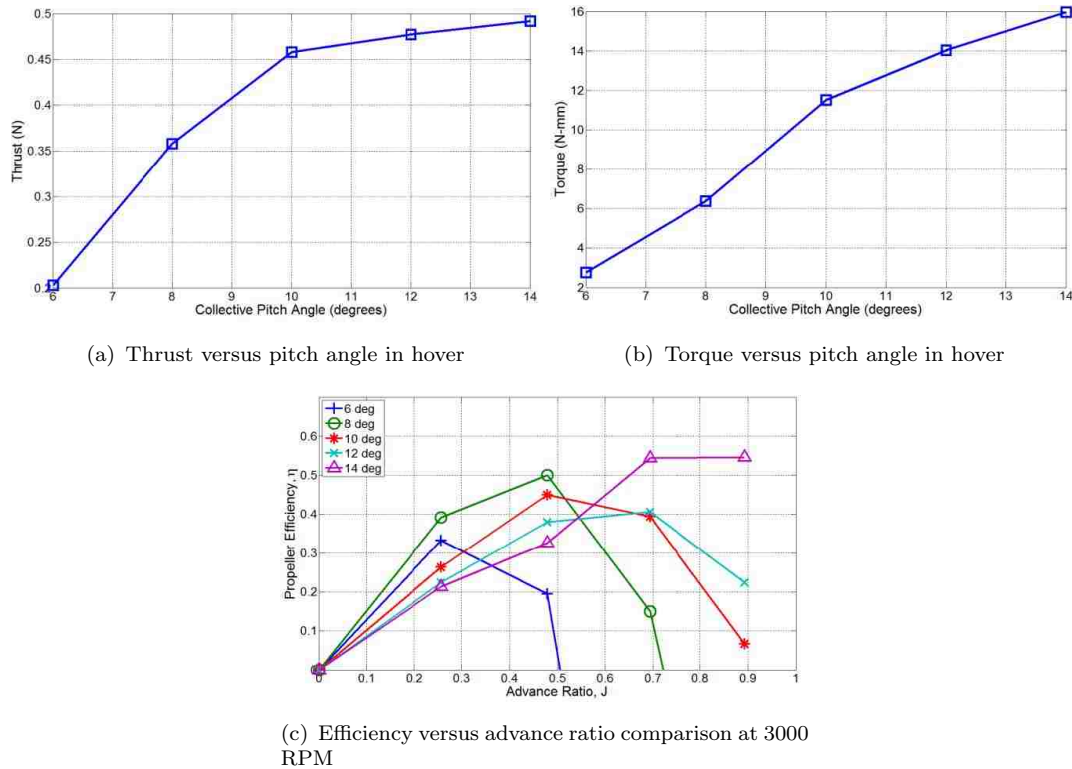 0.5
0.45
0.4
0.35
0.3
0.25
0.2
Thrust (N)
6 7 8 9 10 11 12 13 14
Collective Pitch Angle (degrees)
(a) Thrust versus pitch angle in hover
16
14
12
10
8
6
4
2
Torque (N-mm)
6 7 8 9 10 11 12 13 14
Collective Pitch Angle (degrees)
(b) Torque versus pitch angle in hover
6 deg
8 deg
10 deg
12 deg
14 deg
0.6
0.5
0.4
0.3
0.2
0.1
0
Propeller Efficiency, η
0 0.1 0.2 0.3 0.4 0.5 0.6 0.7 0.8 0.9 1
Advance Ratio, J
(c) Efficiency versus advance ratio comparison at 3000
RPM